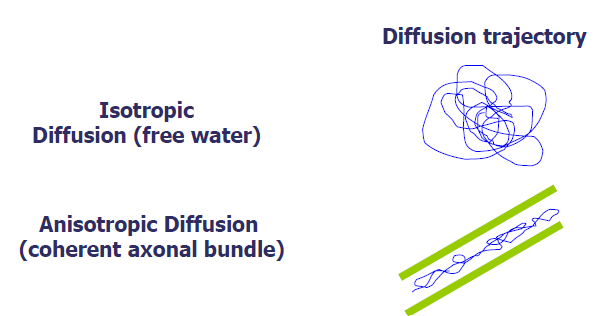 Diffusion trajectory
Isotropic
Diffusion (free water)
Anisotropic Diffusion
(coherent axonal bundle)